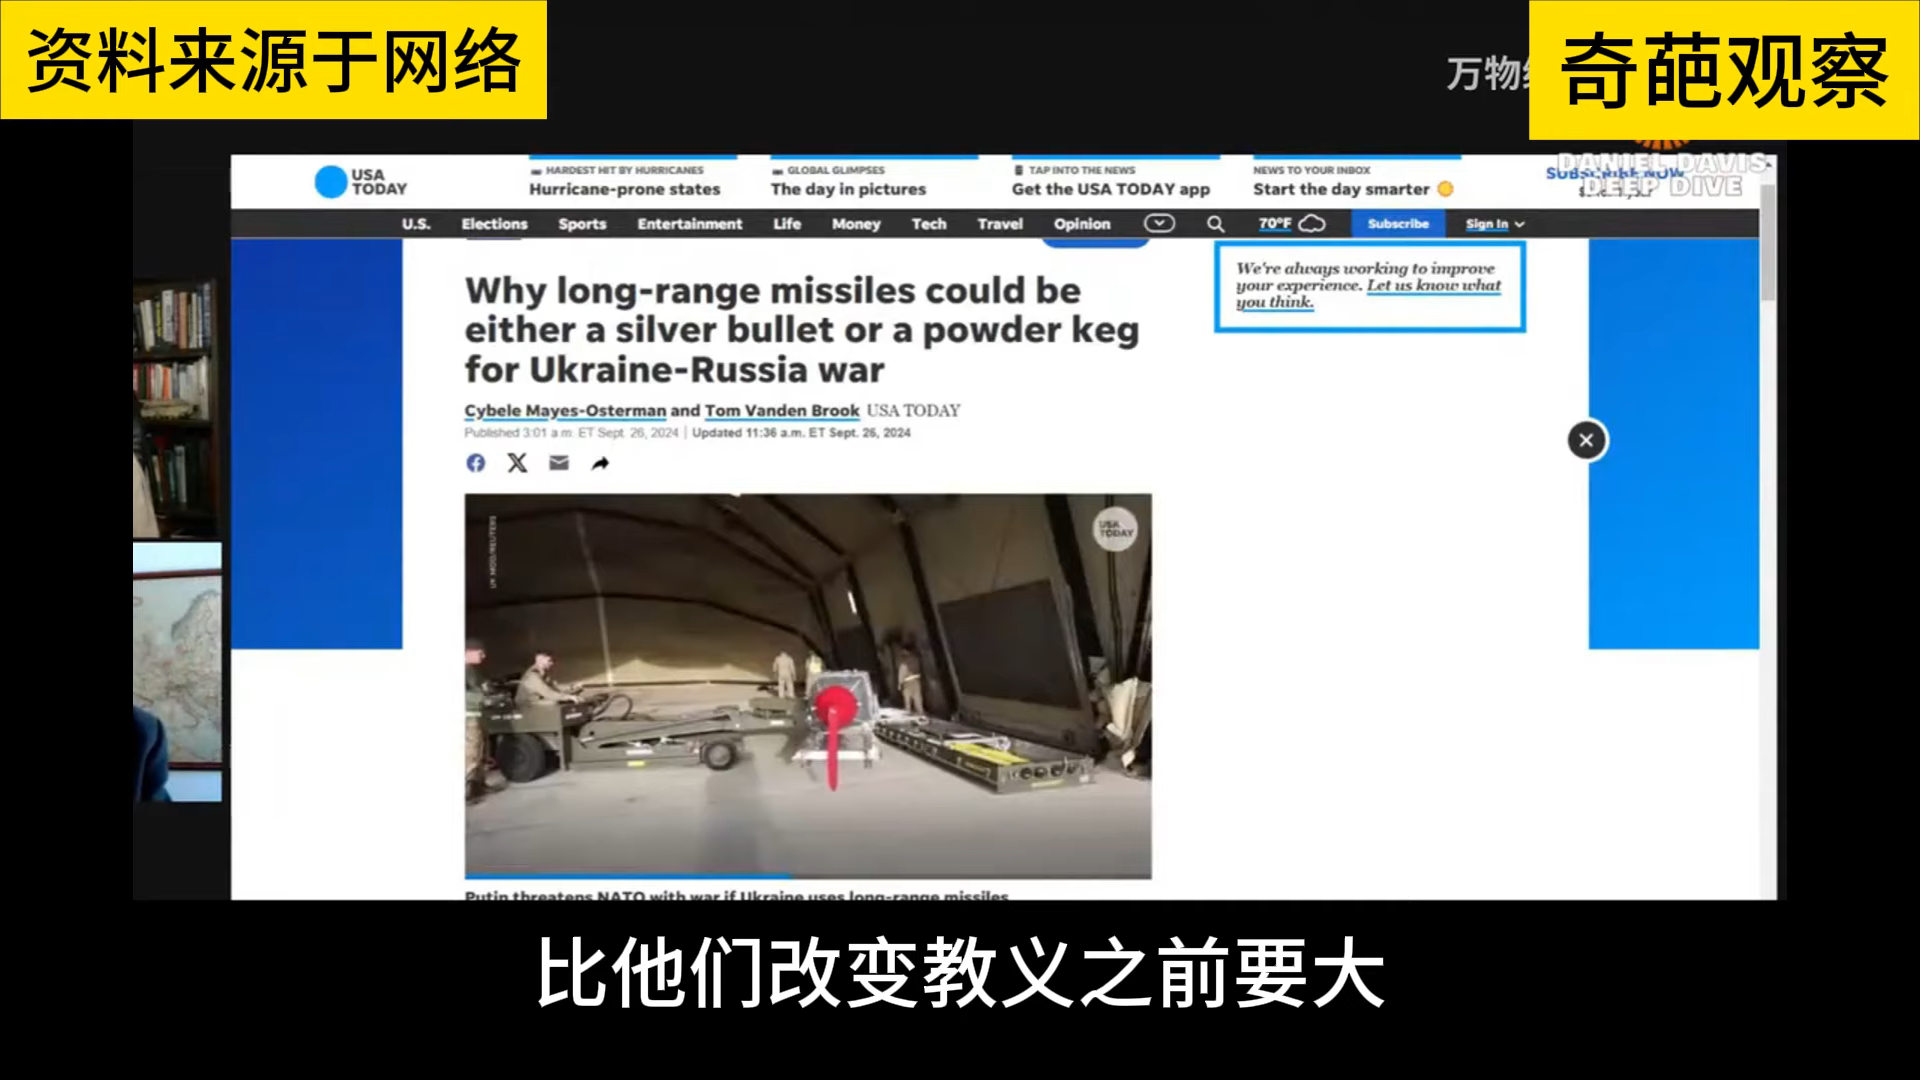 资料来源于网络
万物
奇葩观察
DANIEL DAVIS
DEEP DIVE
USA
TODAY
HARDEST HIT BY HURRICANES
Hurricane-prone states
GLOBAL GLIMPSES
The day in pictures
TAP INTO THE NEWS
Get the USA TODAY app
NEWS TO YOUR INBOX
Start the day smarter
SUBSCRIBE NOW
U.S. Elections Sports Entertainment Life Money Tech Travel Opinion 70°F Subscribe Sign In
We're always working to improve
your experience. Let us know what
you think.
Why long-range missiles could be
either a silver bullet or a powder keg
for Ukraine-Russia war
Cybele Mayes-Osterman and Tom Vanden Brook USA TODAY
Published 3:01 a.m. ET Sept. 26, 2024 | Updated 11:36 a.m. ET Sept. 26, 2024
UK MOD/REUTERS
USA
TODAY
Putin threatens NATO with war if Ukraine uses long-range missiles
比他们改变教义之前要大